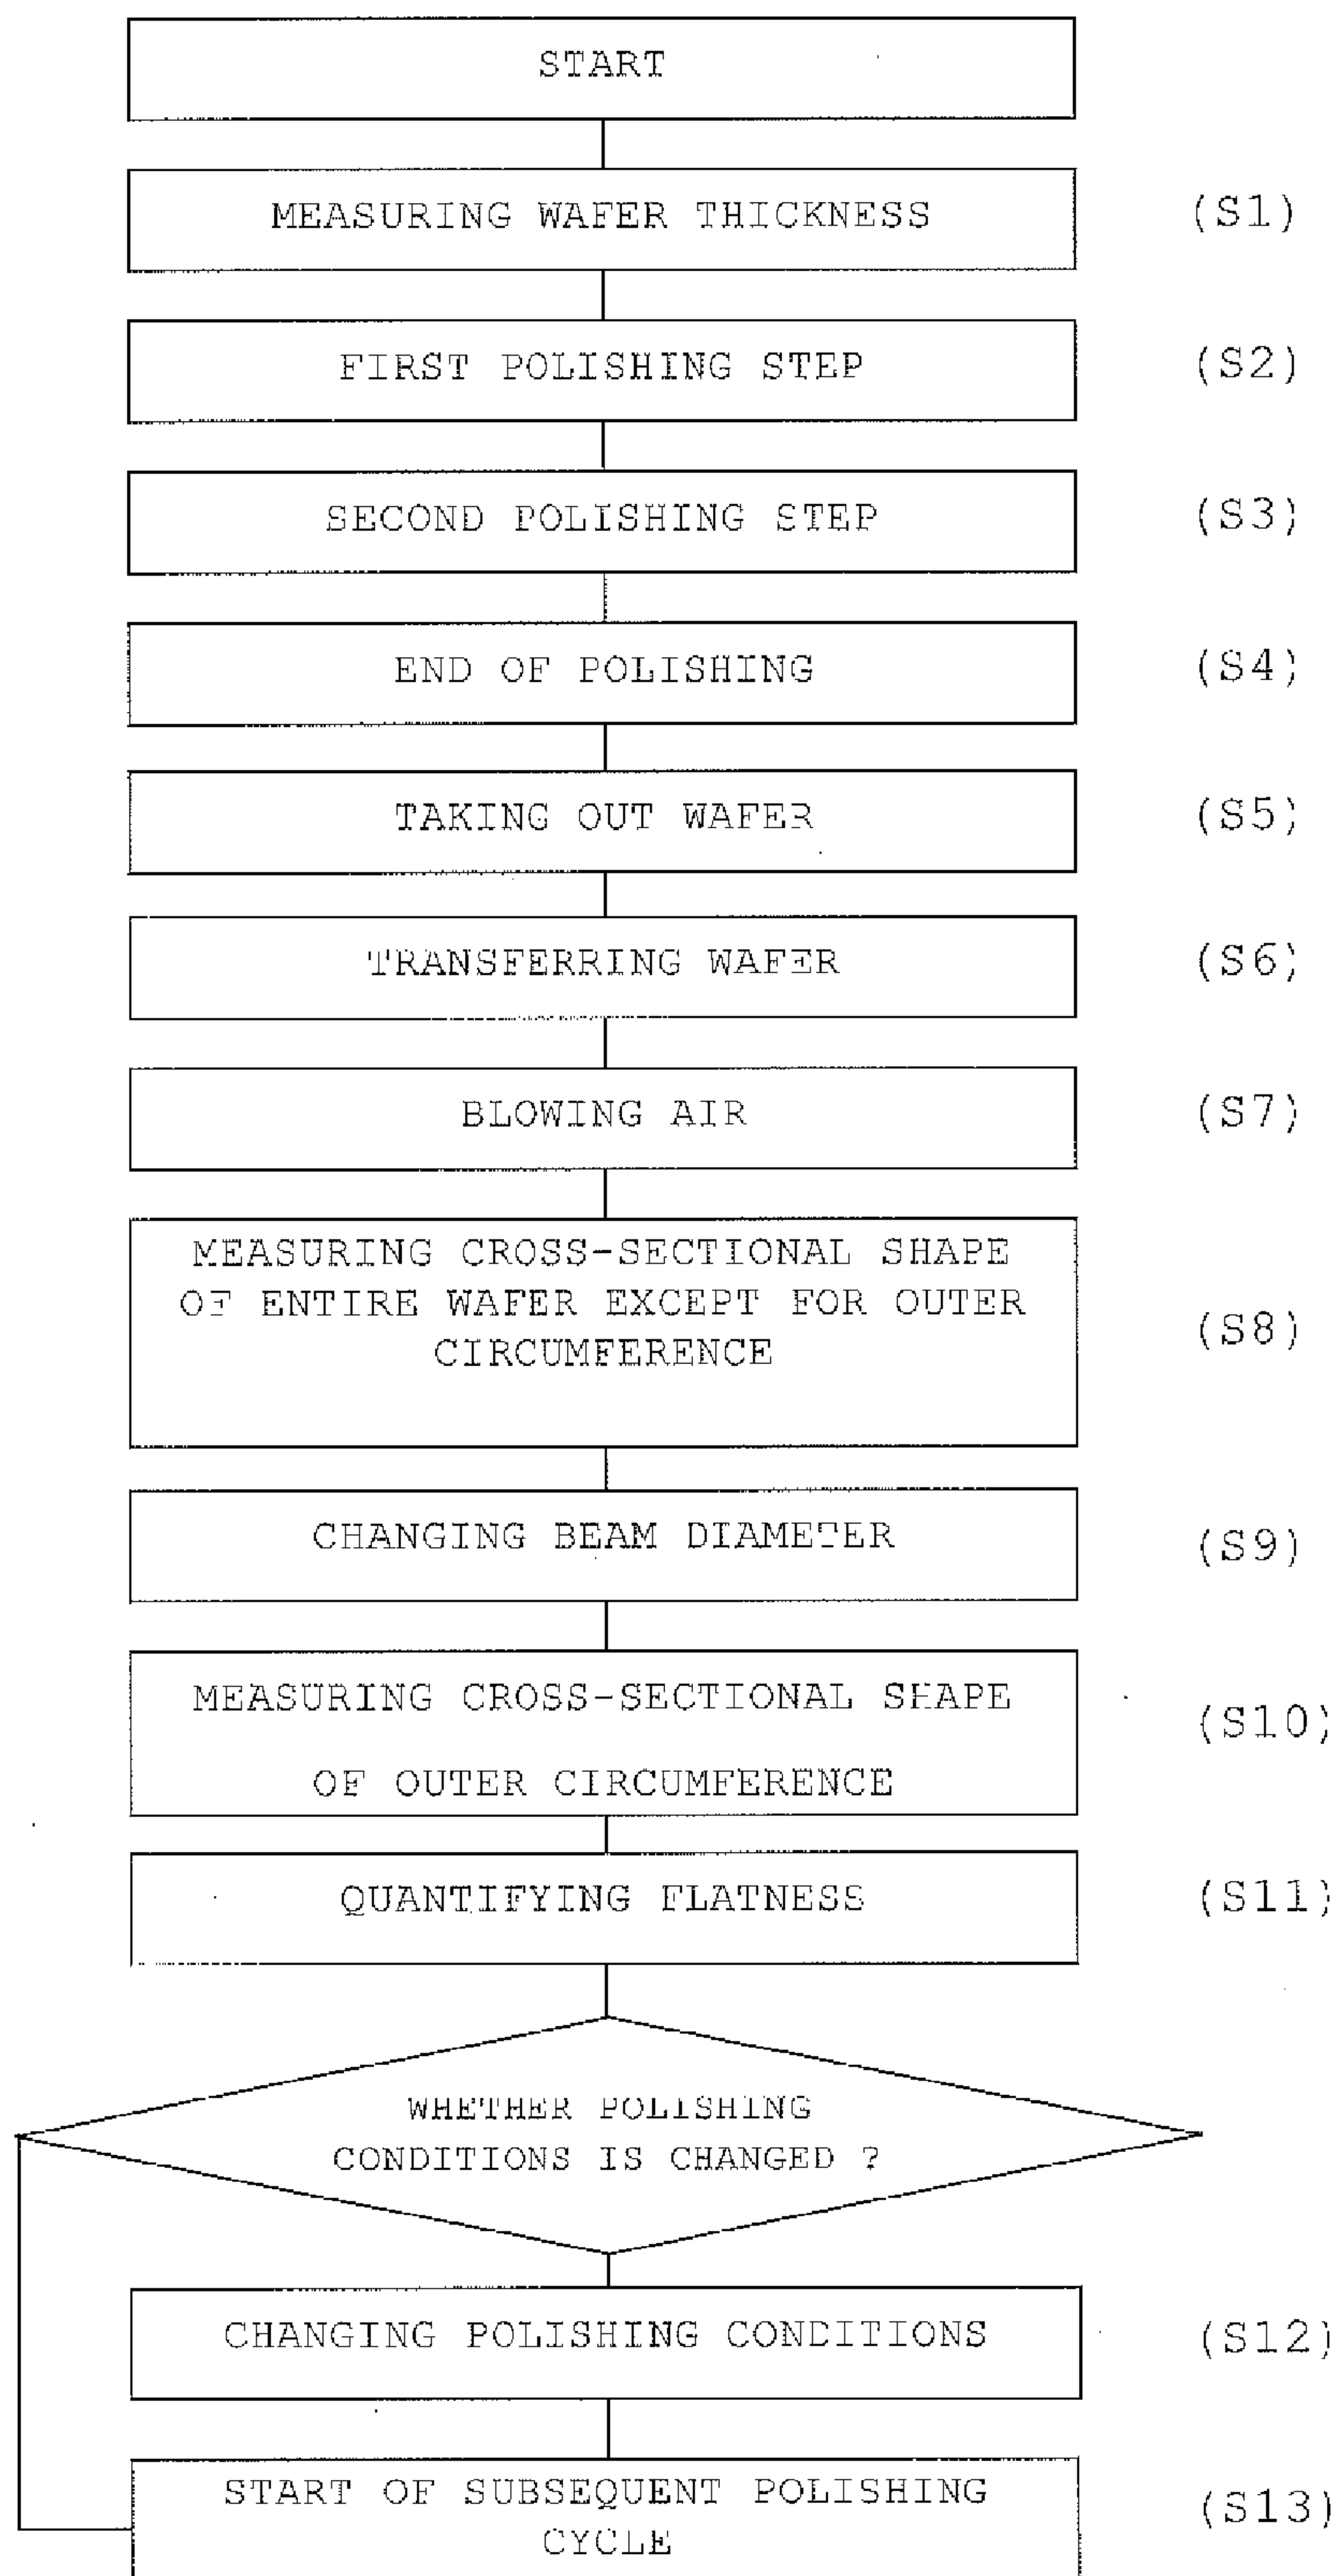 START
MEASURING WAFER THICKNESS
(S1)
FIRST POLISHING STEP
(S2)
SECOND POLISHING STEP
(S3)
END OF POLISHING
(S4)
TAKING OUT WAFER
(S5)
TRANSFERRING WAFER
(S6)
BLOWING AIR
(S7)
MEASURING CROSS-SECTIONAL SHAPE
OF ENTIRE WAFER EXCEPT FOR OUTER
CIRCUMFERENCE
(S8)
CHANGING BEAM DIAMETER
(S9)
MEASURING CROSS-SECTIONAL SHAPE
OF OUTER CIRCUMFERENCE
(S10)
QUANTIFYING FLATNESS
(S11)
WHETHER POLISHING
CONDITIONS IS CHANGED ?
CHANGING POLISHING CONDITIONS
(S12)
START OF SUBSEQUENT POLISHING
CYCLE
(S13)